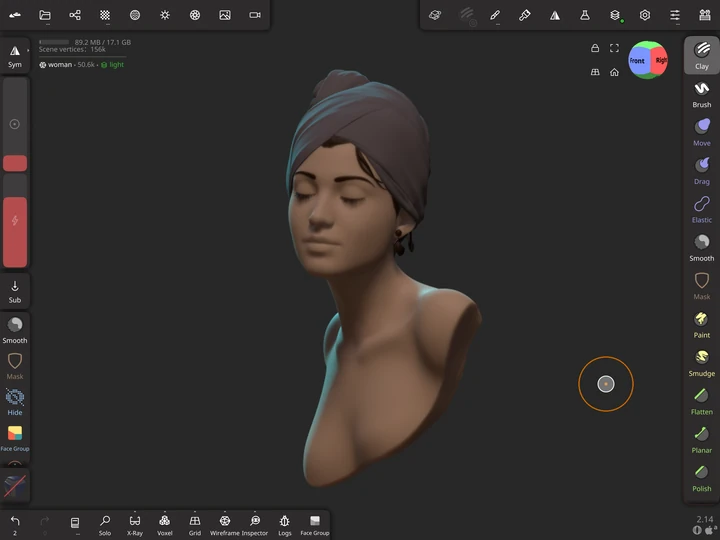 89.2 MB / 17.1 GB
Scene vertices: 156k
woman - 50.6k - light
Front
Righ
Sym
Sub
Smooth
Mask
Hide
Face Group
Clay
Brush
Move
Drag
Elastic
Smooth
Mask
Paint
Smudge
Flatten
Planar
Polish
2
...
Solo
X-Ray
Voxel
Grid
Wireframe
Inspector
Logs
Face Group
2.14